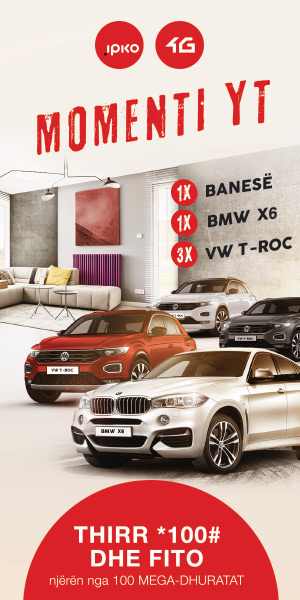 .ipko 4G
MOMENTI YT
1X BANESË
1X BMW X6
3X VW T-ROC
VW T-ROC
BMW X6
THIRR *100#
DHE FITO
njërën nga 100 MEGA-DHURATAT